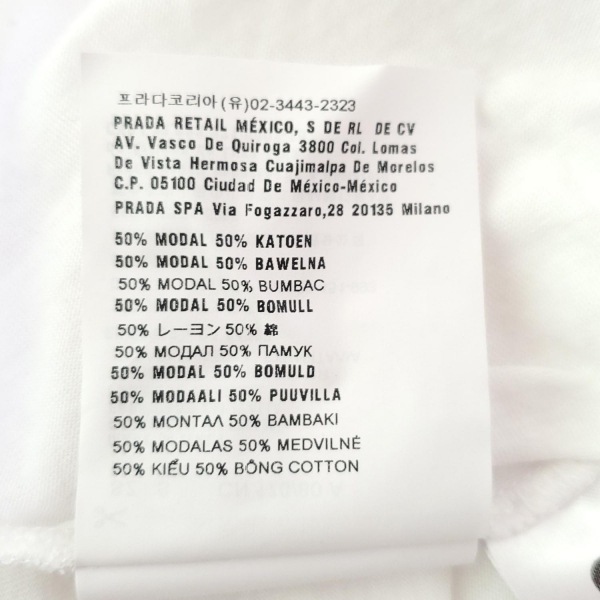 프라다코리아(유)02-3443-2323
PRADA RETAIL MÉXICO, S DE RL DE CV
AV. Vasco De Quiroga 3800 Col. Lomas
De Vista Hermosa Cuajimalpa De Morelos
C.P. 05100 Ciudad De México-México
PRADA SPA Via Fogazzaro,28 20135 Milano
50% MODAL 50% KATOEN
50% MODAL 50% BAWELNA
50% MODAL 50% BUMBAC
50% MODAL 50% BOMULL
50% レーヨン 50% 綿
50% МОДАЛ 50% ПАМУК
50% MODAL 50% BOMULD
50% MODAALI 50% PUUVILLA
50% ΜΟΝΤΑΛ 50% ΒΑΜΒΑΚΙ
50% MODALAS 50% MEDVILNĖ
50% KIỂU 50% BÔNG COTTON